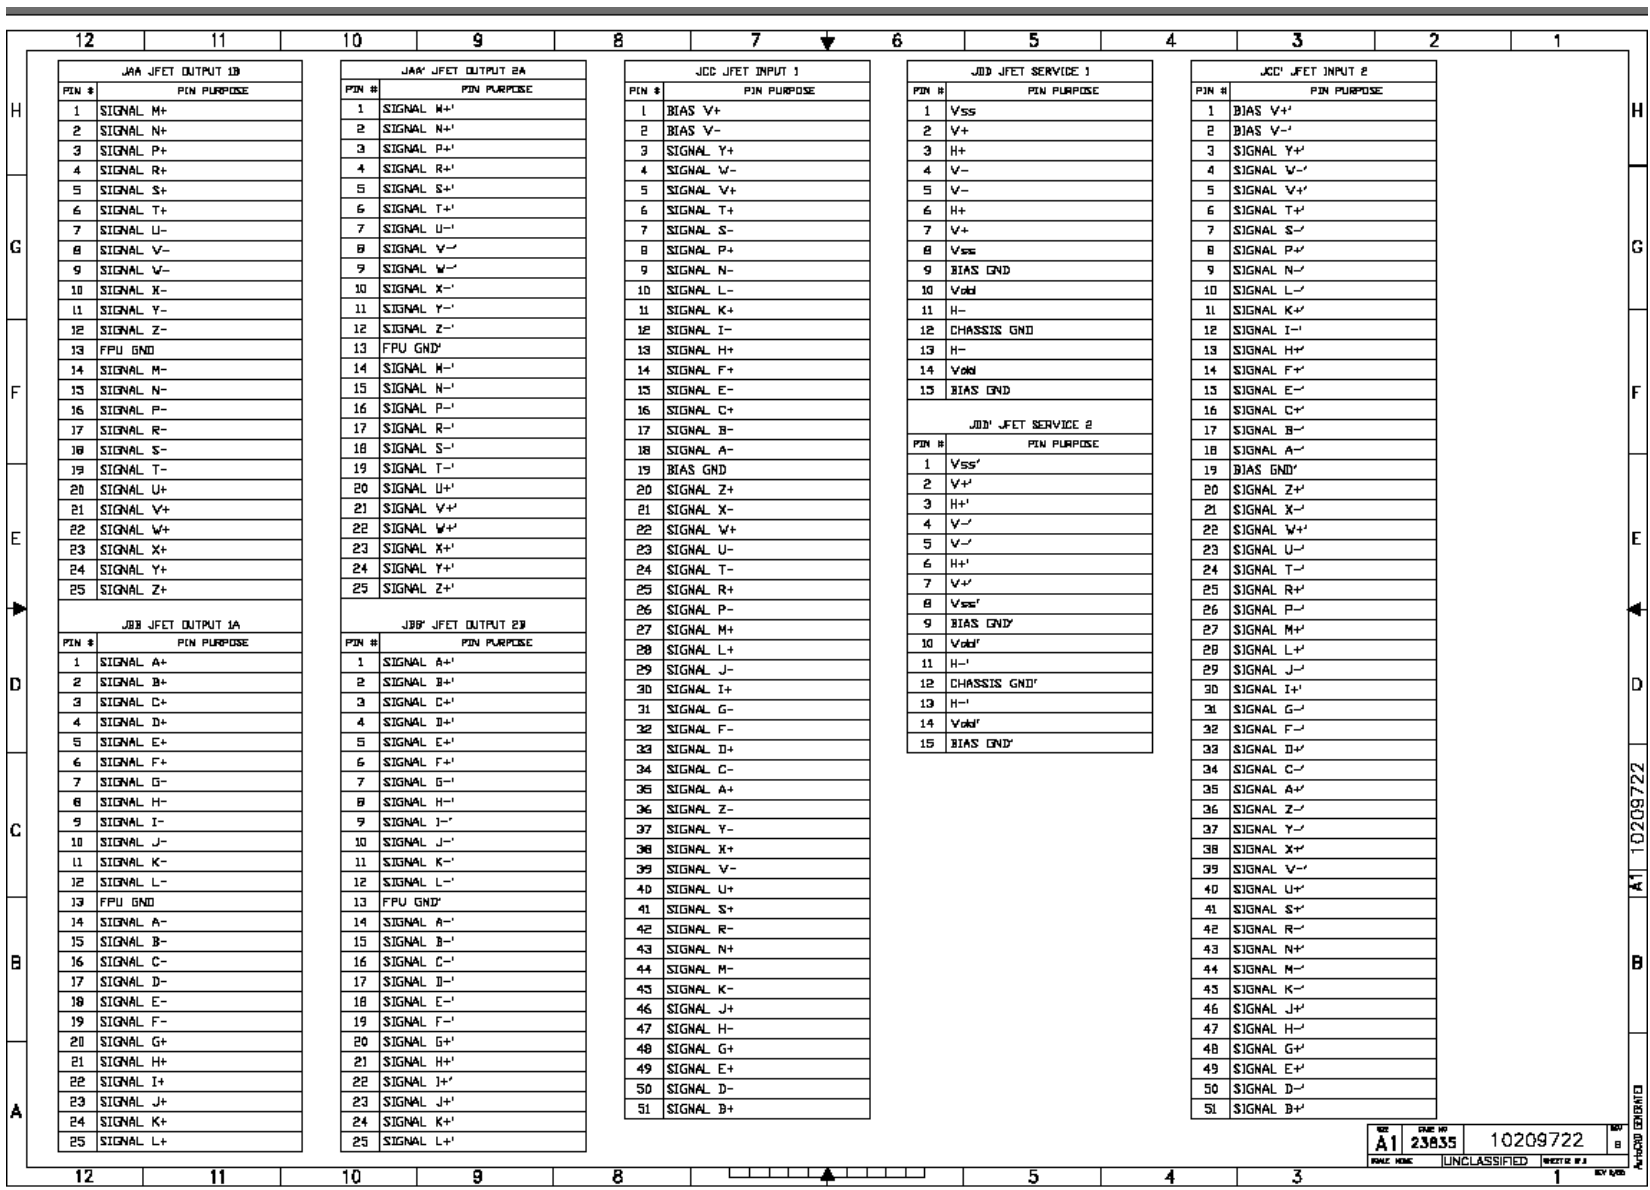 12 11 10 9 8 7 6 5 4 3 2 1
H
G
F
E
D
C
B
A
JAA JFET OUTPUT 1B
PIN # PIN PURPOSE
1 SIGNAL M+
2 SIGNAL N+
3 SIGNAL P+
4 SIGNAL R+
5 SIGNAL S+
6 SIGNAL T+
7 SIGNAL U-
8 SIGNAL V-
9 SIGNAL W-
10 SIGNAL X-
11 SIGNAL Y-
12 SIGNAL Z-
13 FPU GND
14 SIGNAL M-
15 SIGNAL N-
16 SIGNAL P-
17 SIGNAL R-
18 SIGNAL S-
19 SIGNAL T-
20 SIGNAL U+
21 SIGNAL V+
22 SIGNAL W+
23 SIGNAL X+
24 SIGNAL Y+
25 SIGNAL Z+
JBB JFET OUTPUT 1A
PIN # PIN PURPOSE
1 SIGNAL A+
2 SIGNAL B+
3 SIGNAL C+
4 SIGNAL D+
5 SIGNAL E+
6 SIGNAL F+
7 SIGNAL G-
8 SIGNAL H-
9 SIGNAL I-
10 SIGNAL J-
11 SIGNAL K-
12 SIGNAL L-
13 FPU GND
14 SIGNAL A-
15 SIGNAL B-
16 SIGNAL C-
17 SIGNAL D-
18 SIGNAL E-
19 SIGNAL F-
20 SIGNAL G+
21 SIGNAL H+
22 SIGNAL I+
23 SIGNAL J+
24 SIGNAL K+
25 SIGNAL L+
JAA' JFET OUTPUT 2A
PIN # PIN PURPOSE
1 SIGNAL M+'
2 SIGNAL N+'
3 SIGNAL P+'
4 SIGNAL R+'
5 SIGNAL S+'
6 SIGNAL T+'
7 SIGNAL U-'
8 SIGNAL V-'
9 SIGNAL W-'
10 SIGNAL X-'
11 SIGNAL Y-'
12 SIGNAL Z-'
13 FPU GND'
14 SIGNAL M-'
15 SIGNAL N-'
16 SIGNAL P-'
17 SIGNAL R-'
18 SIGNAL S-'
19 SIGNAL T-'
20 SIGNAL U+'
21 SIGNAL V+'
22 SIGNAL W+'
23 SIGNAL X+'
24 SIGNAL Y+'
25 SIGNAL Z+'
JBB' JFET OUTPUT 2B
PIN # PIN PURPOSE
1 SIGNAL A+'
2 SIGNAL B+'
3 SIGNAL C+'
4 SIGNAL D+'
5 SIGNAL E+'
6 SIGNAL F+'
7 SIGNAL G-'
8 SIGNAL H-'
9 SIGNAL I-'
10 SIGNAL J-'
11 SIGNAL K-'
12 SIGNAL L-'
13 FPU GND'
14 SIGNAL A-'
15 SIGNAL B-'
16 SIGNAL C-'
17 SIGNAL D-'
18 SIGNAL E-'
19 SIGNAL F-'
20 SIGNAL G+'
21 SIGNAL H+'
22 SIGNAL I+'
23 SIGNAL J+'
24 SIGNAL K+'
25 SIGNAL L+'
JCC JFET INPUT 1
PIN # PIN PURPOSE
1 BIAS V+
2 BIAS V-
3 SIGNAL Y+
4 SIGNAL W-
5 SIGNAL V+
6 SIGNAL T+
7 SIGNAL S-
8 SIGNAL P+
9 SIGNAL N-
10 SIGNAL L-
11 SIGNAL K+
12 SIGNAL I-
13 SIGNAL H+
14 SIGNAL F+
15 SIGNAL E-
16 SIGNAL C+
17 SIGNAL B-
18 SIGNAL A-
19 BIAS GND
20 SIGNAL Z+
21 SIGNAL X-
22 SIGNAL W+
23 SIGNAL U-
24 SIGNAL T-
25 SIGNAL R+
26 SIGNAL P-
27 SIGNAL M+
28 SIGNAL L+
29 SIGNAL J-
30 SIGNAL I+
31 SIGNAL G-
32 SIGNAL F-
33 SIGNAL D+
34 SIGNAL C-
35 SIGNAL A+
36 SIGNAL Z-
37 SIGNAL Y-
38 SIGNAL X+
39 SIGNAL V-
40 SIGNAL U+
41 SIGNAL S+
42 SIGNAL R-
43 SIGNAL N+
44 SIGNAL M-
45 SIGNAL K-
46 SIGNAL J+
47 SIGNAL H-
48 SIGNAL G+
49 SIGNAL E+
50 SIGNAL D-
51 SIGNAL B+
JDD JFET SERVICE 1
PIN # PIN PURPOSE
1 Vss
2 V+
3 H+
4 V-
5 V-
6 H+
7 V+
8 Vss
9 BIAS GND
10 Vdd
11 H-
12 CHASSIS GND
13 H-
14 Vdd
15 BIAS GND
JDD' JFET SERVICE 2
PIN # PIN PURPOSE
1 Vss'
2 V+'
3 H+'
4 V-'
5 V-'
6 H+'
7 V+'
8 Vss'
9 BIAS GND'
10 Vdd'
11 H-'
12 CHASSIS GND'
13 H-'
14 Vdd'
15 BIAS GND'
JCC' JFET INPUT 2
PIN # PIN PURPOSE
1 BIAS V+'
2 BIAS V-'
3 SIGNAL Y+'
4 SIGNAL W-'
5 SIGNAL V+'
6 SIGNAL T+'
7 SIGNAL S-'
8 SIGNAL P+'
9 SIGNAL N-'
10 SIGNAL L-'
11 SIGNAL K+'
12 SIGNAL I-'
13 SIGNAL H+'
14 SIGNAL F+'
15 SIGNAL E-'
16 SIGNAL C+'
17 SIGNAL B-'
18 SIGNAL A-'
19 BIAS GND'
20 SIGNAL Z+'
21 SIGNAL X-'
22 SIGNAL W+'
23 SIGNAL U-'
24 SIGNAL T-'
25 SIGNAL R+'
26 SIGNAL P-'
27 SIGNAL M+'
28 SIGNAL L+'
29 SIGNAL J-'
30 SIGNAL I+'
31 SIGNAL G-'
32 SIGNAL F-'
33 SIGNAL D+'
34 SIGNAL C-'
35 SIGNAL A+'
36 SIGNAL Z-'
37 SIGNAL Y-'
38 SIGNAL X+'
39 SIGNAL V-'
40 SIGNAL U+'
41 SIGNAL S+'
42 SIGNAL R-'
43 SIGNAL N+'
44 SIGNAL M-'
45 SIGNAL K-'
46 SIGNAL J+'
47 SIGNAL H-'
48 SIGNAL G+'
49 SIGNAL E+'
50 SIGNAL D-'
51 SIGNAL B+'
H
G
F
E
D
A1 10209722
B
AutoCAD GENERATED
SIZE CAGE NO REV
A1 23835 10209722 B
SCALE NONE UNCLASSIFIED
12 11 10 9 8 5 4 3 1